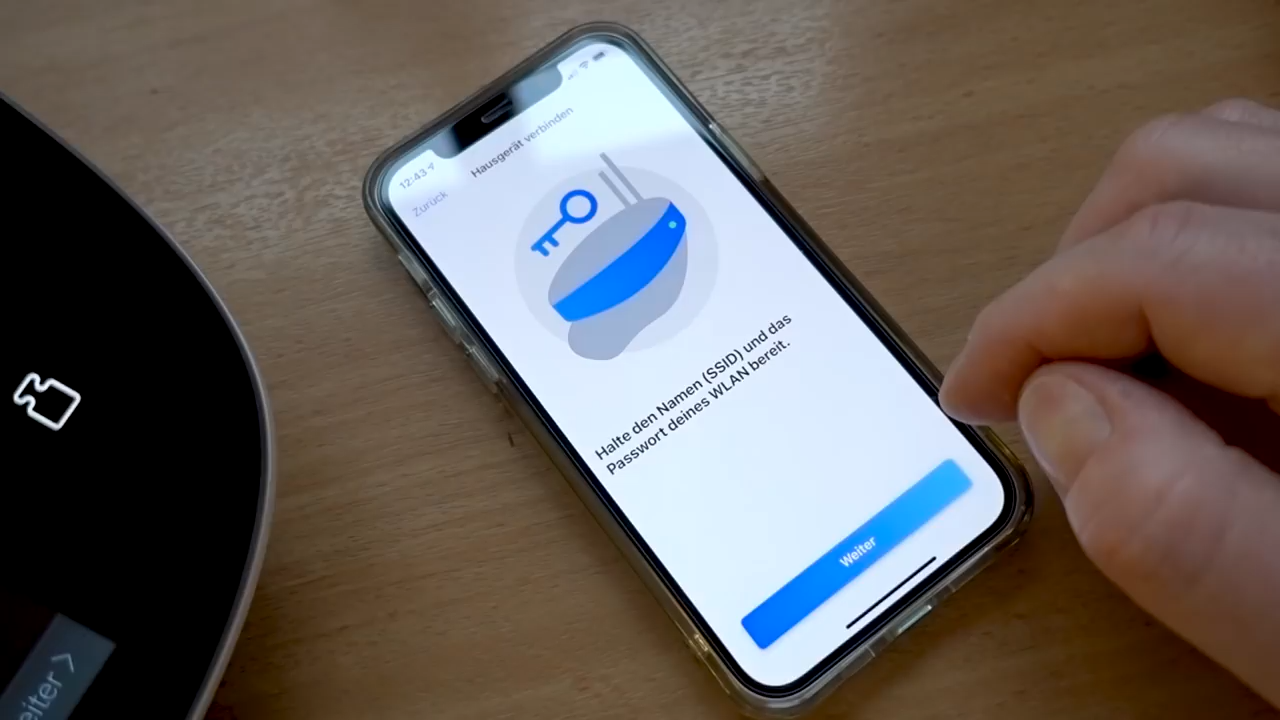 12:43
Hausgerät verbinden
Zurück
Halte den Namen (SSID) und das
Passwort deines WLAN bereit.
Weiter
eiter >